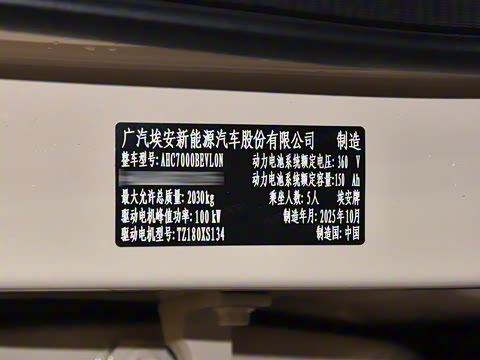 广汽埃安新能源汽车股份有限公司 制造
整车型号: AHC7000BEVL0N 动力电池系统额定电压: 360 V
动力电池系统额定容量: 150 Ah
最大允许总质量: 2030kg 乘坐人数: 5人 埃安牌
驱动电机峰值功率: 100 kW 制造年月: 2025年10月
驱动电机型号: TZ180XS134 制造国: 中国